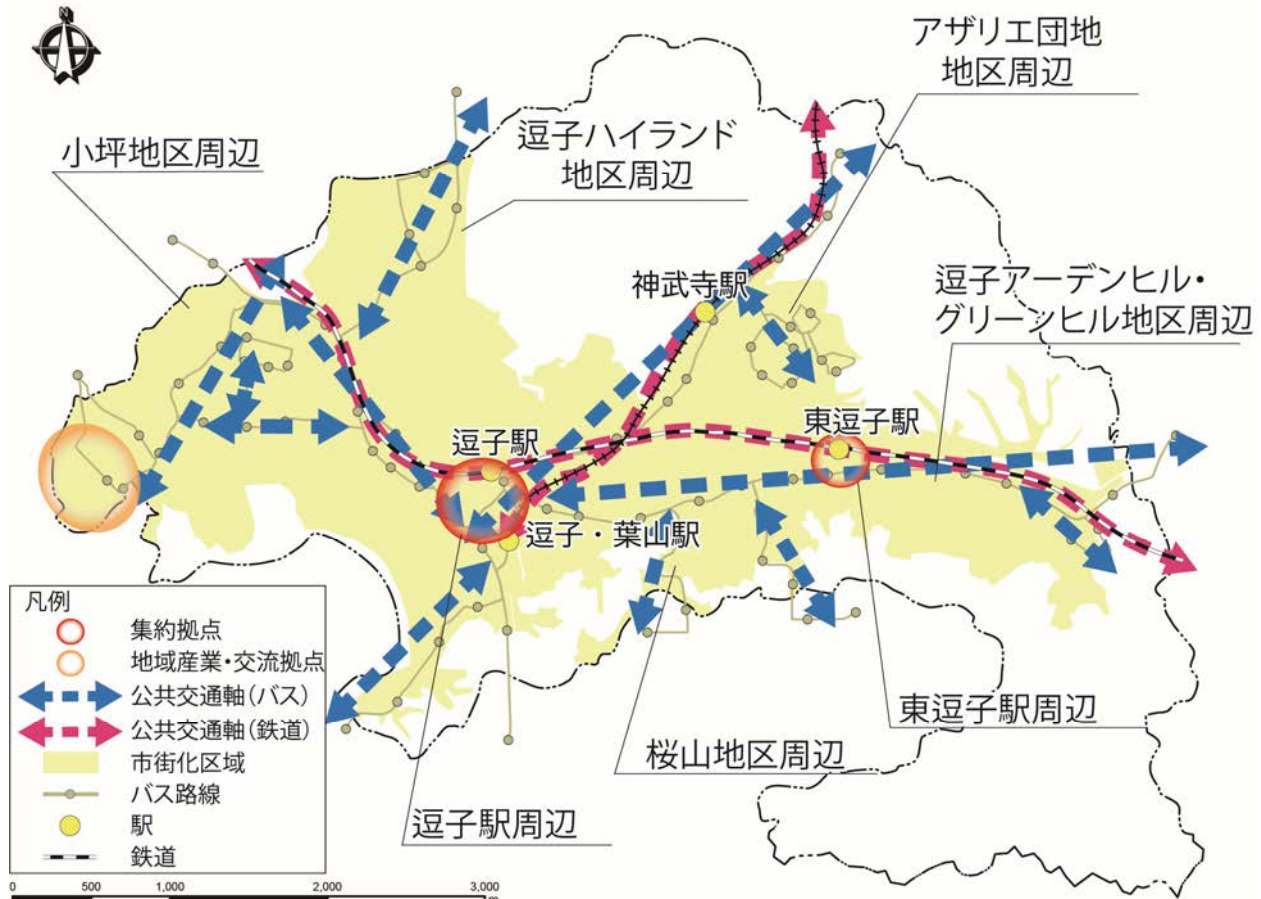 アザリエ団地
地区周辺
逗子ハイランド
地区周辺
小坪地区周辺
神武寺駅
逗子アーデンヒル・
グリーンヒル地区周辺
東逗子駅
逗子駅
逗子・葉山駅
東逗子駅周辺
桜山地区周辺
逗子駅周辺
凡例
集約拠点
地域産業・交流拠点
公共交通軸(バス)
公共交通軸(鉄道)
市街化区域
バス路線
駅
鉄道
0 500 1,000 2,000 3,000
m